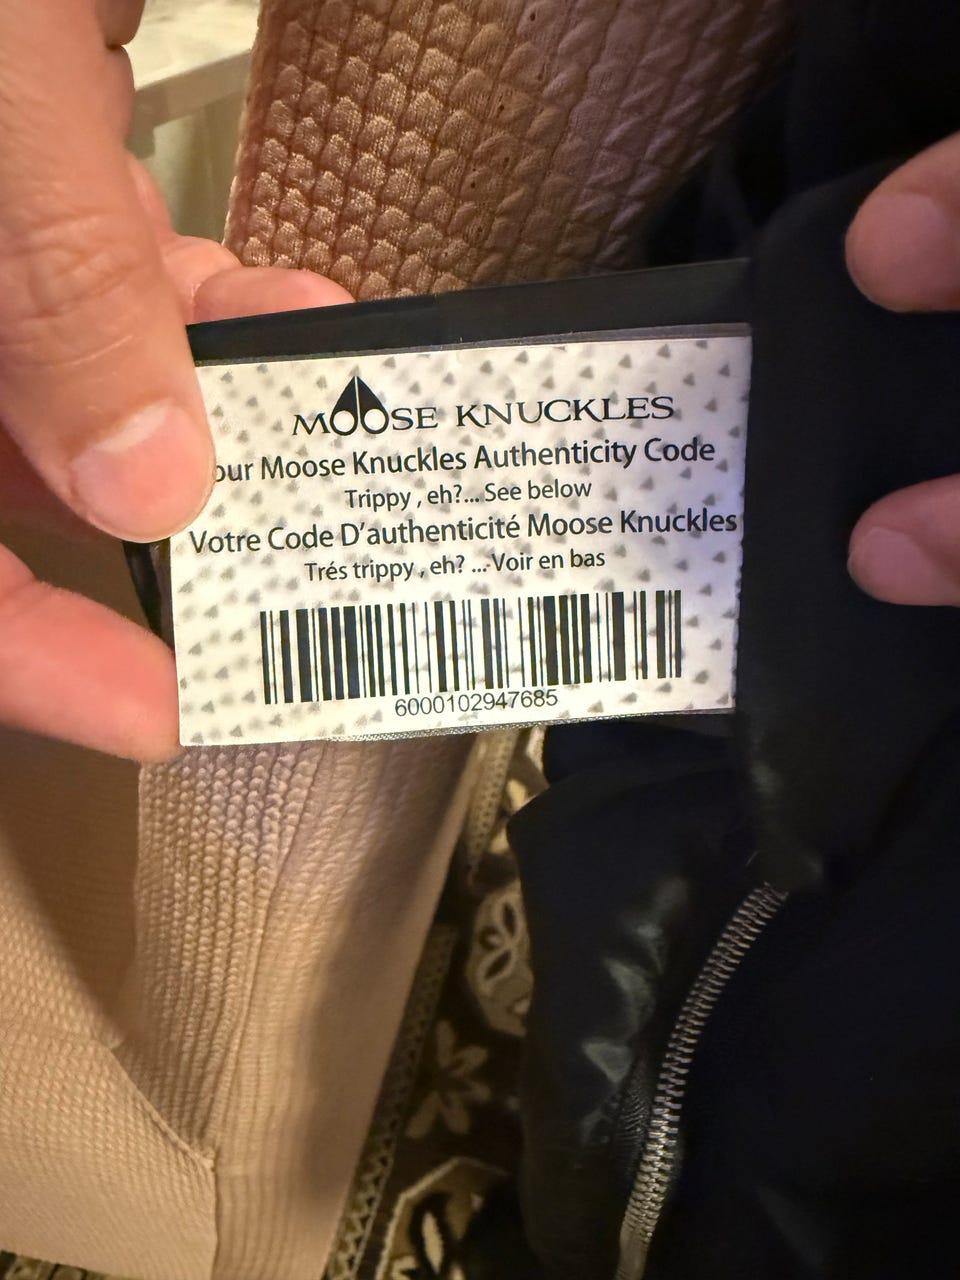 MOOSE KNUCKLES
our Moose Knuckles Authenticity Code
Trippy , eh?... See below
Votre Code D'authenticité Moose Knuckles
Trés trippy , eh? ... Voir en bas
6000102947685